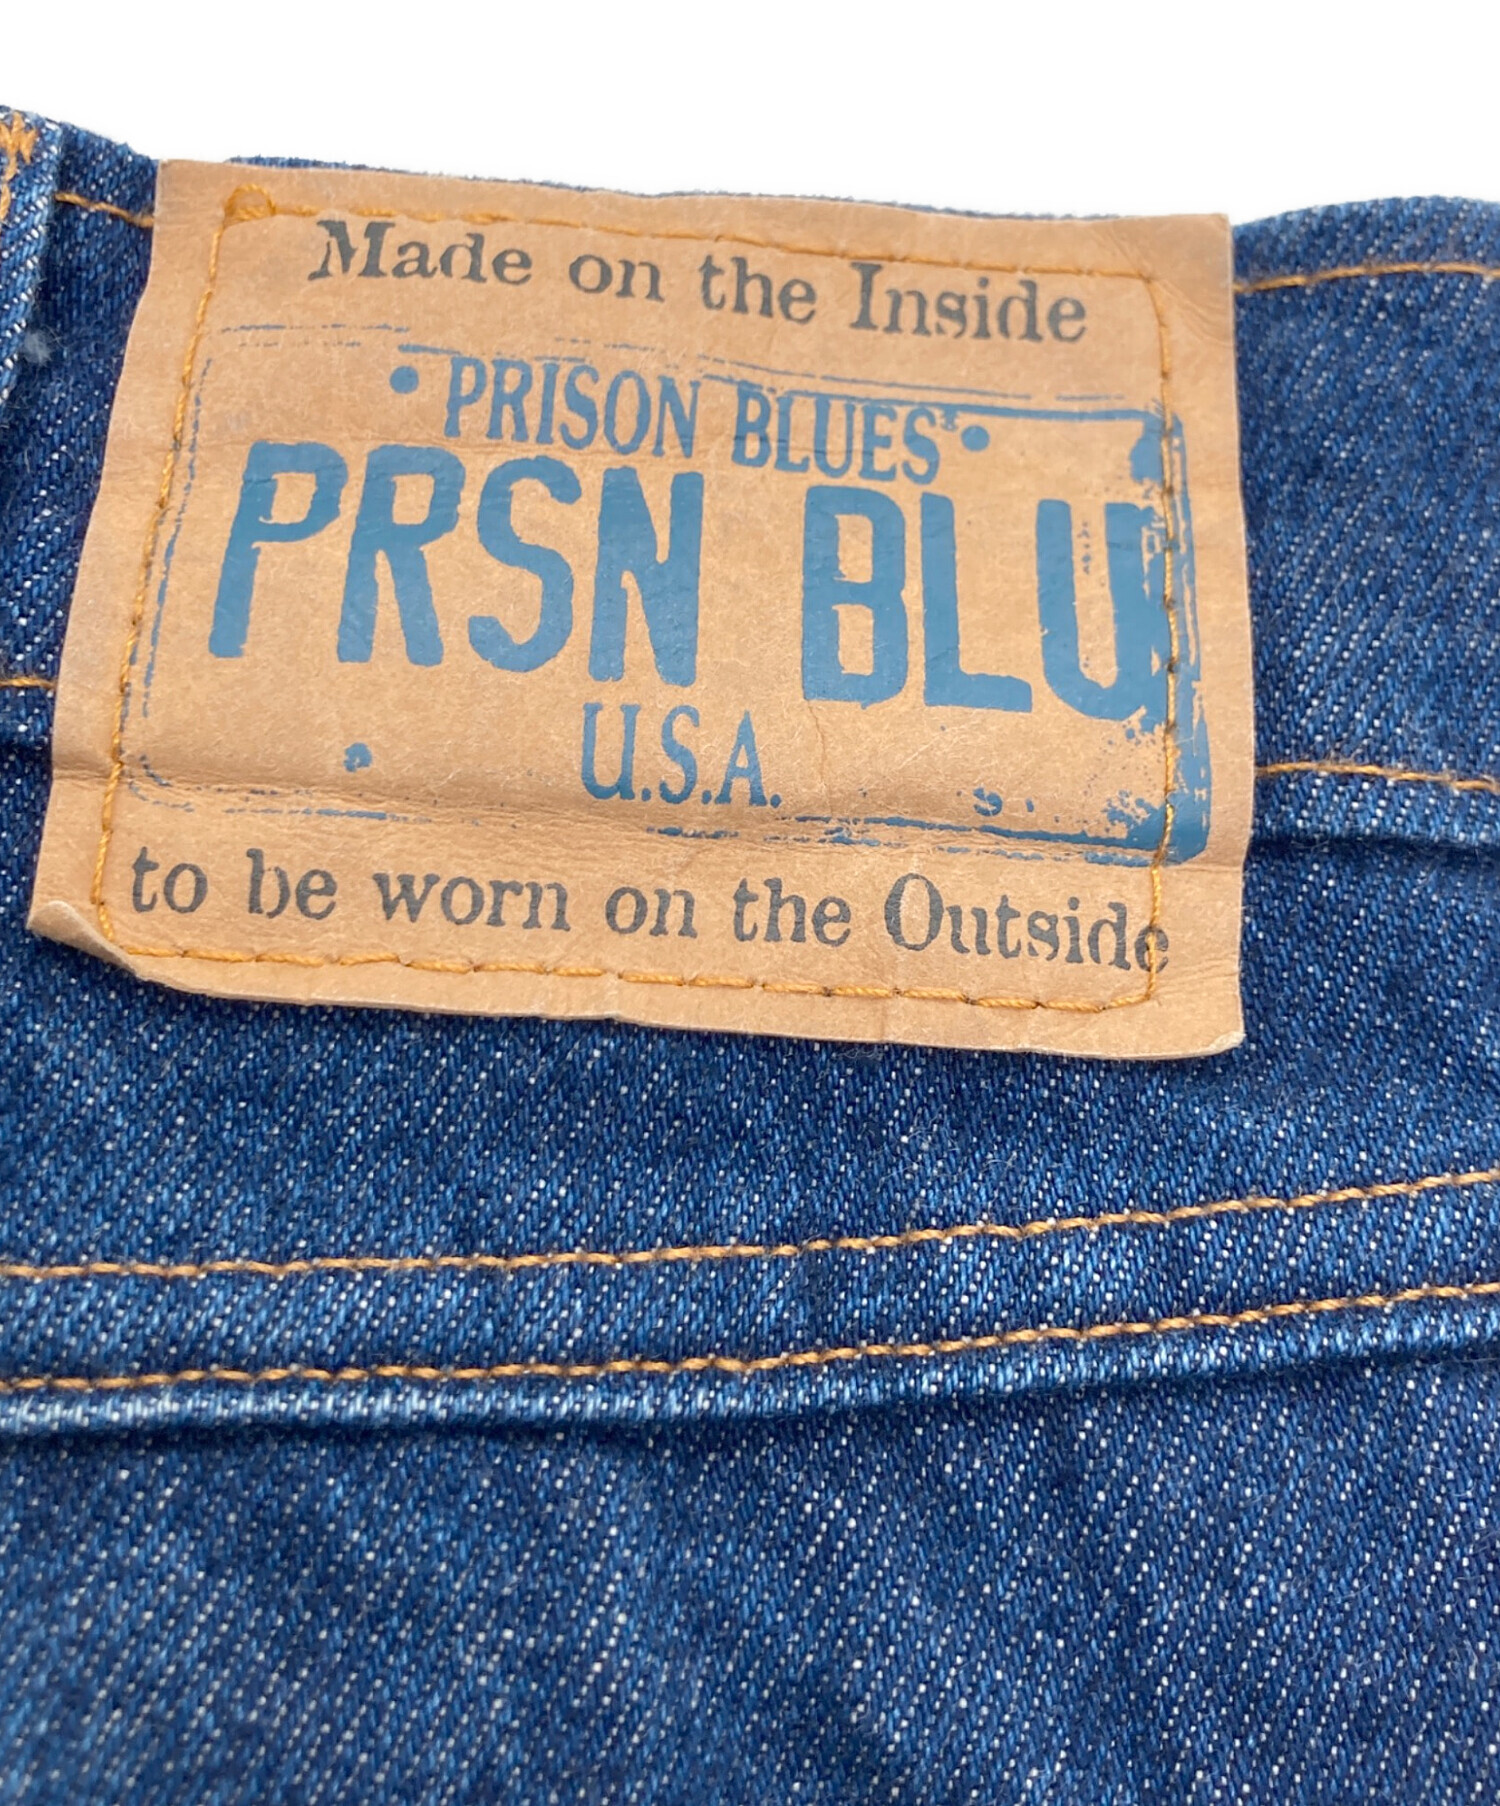 Made on the Inside
PRISON BLUES®
PRSN BLU
U.S.A.
to be worn on the Outside